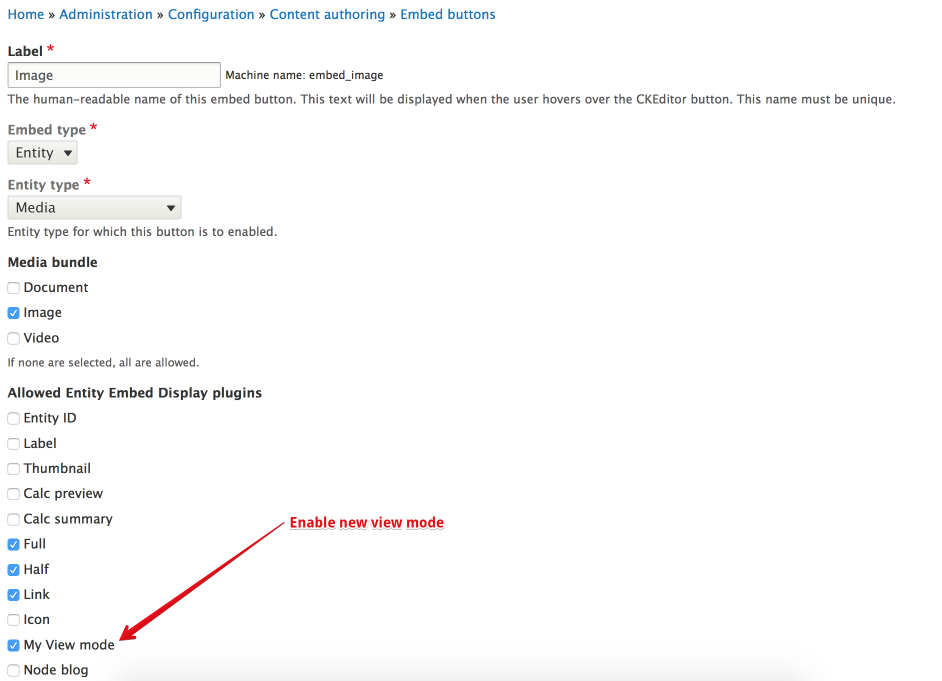 Home » Administration » Configuration » Content authoring » Embed buttons
Label *
Image Machine name: embed_image
The human-readable name of this embed button. This text will be displayed when the user hovers over the CKEditor button. This name must be unique.
Embed type *
Entity
Entity type *
Media
Entity type for which this button is to enabled.
Media bundle
Document
Image
Video
If none are selected, all are allowed.
Allowed Entity Embed Display plugins
Entity ID
Label
Thumbnail
Calc preview
Calc summary
Enable new view mode
Full
Half
Link
Icon
My View mode
Node blog